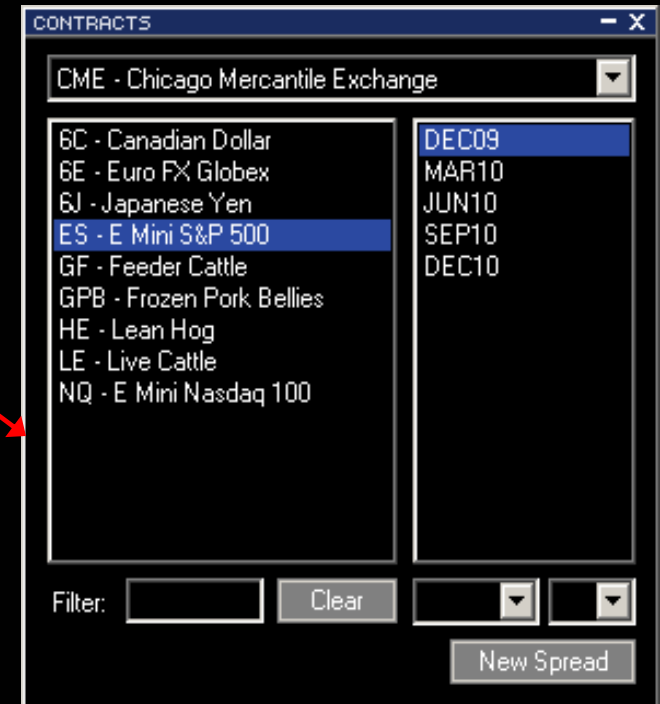 CONTRACTS
CME - Chicago Mercantile Exchange
6C - Canadian Dollar
6E - Euro FX Globex
6J - Japanese Yen
ES - E Mini S&P 500
GF - Feeder Cattle
GPB - Frozen Pork Bellies
HE - Lean Hog
LE - Live Cattle
NQ - E Mini Nasdaq 100
DEC09
MAR10
JUN10
SEP10
DEC10
Filter:
Clear
New Spread